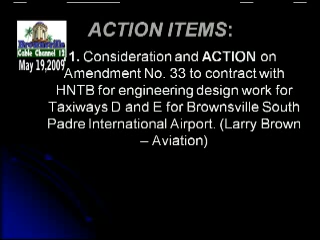 ACTION ITEMS:
Brownsville
Cable Channel 12
May 19,2009
1. Consideration and ACTION on
Amendment No. 33 to contract with
HNTB for engineering design work for
Taxiways D and E for Brownsville South
Padre International Airport. (Larry Brown
– Aviation)